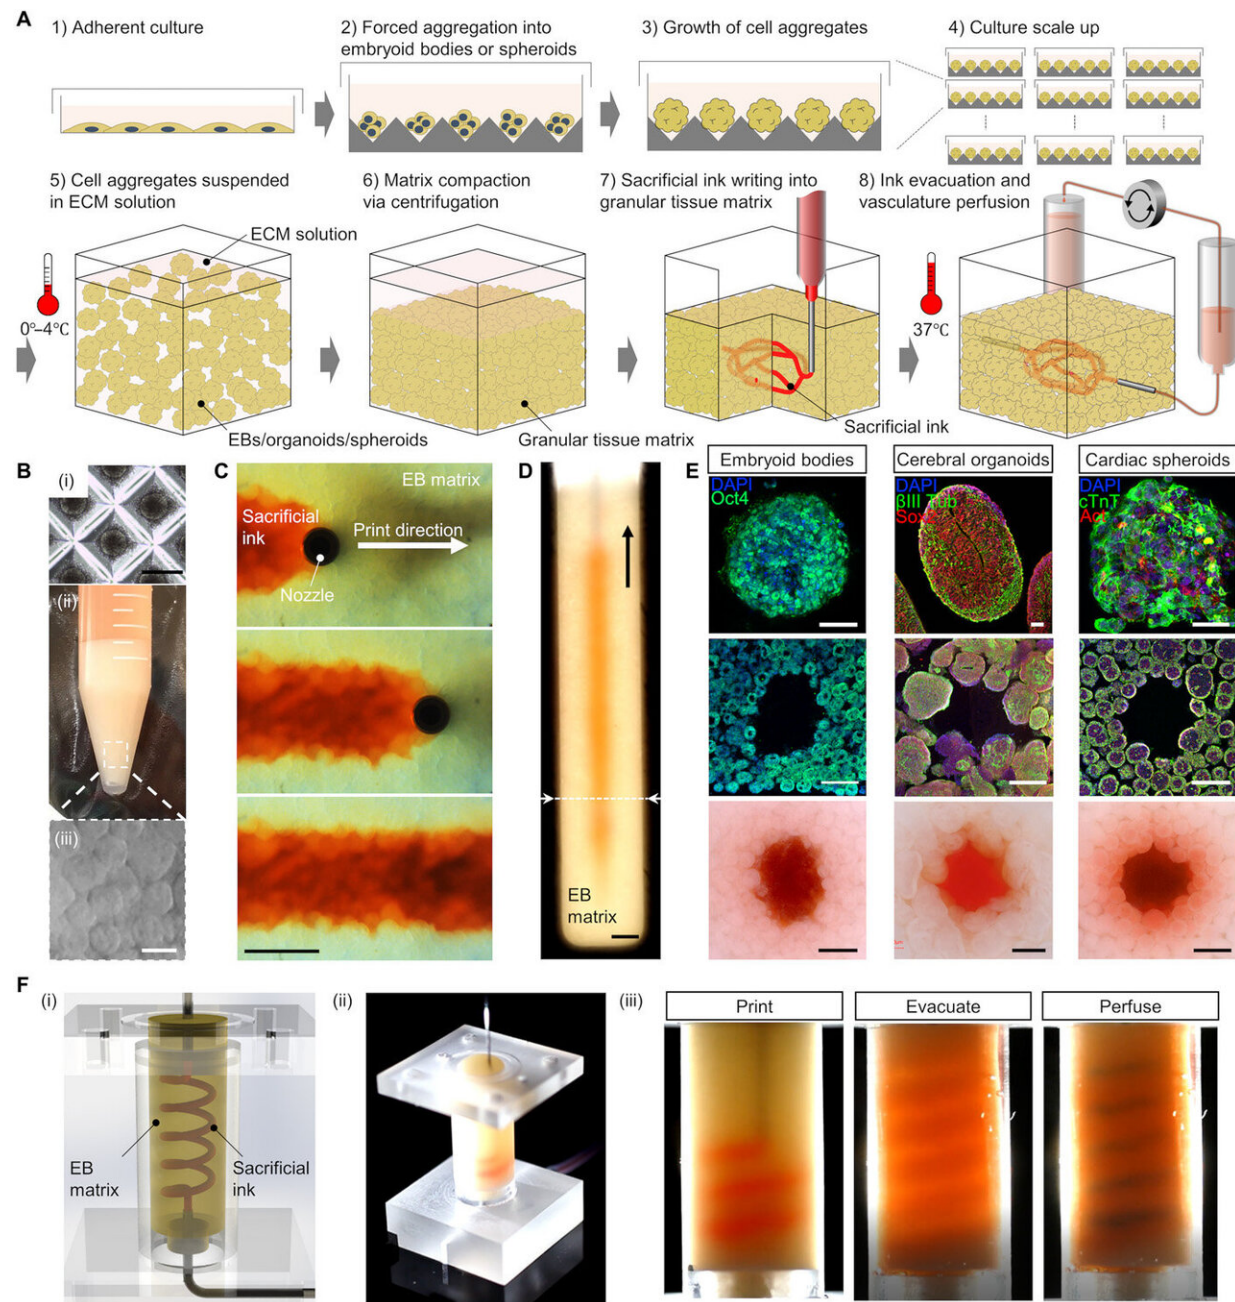 A
1) Adherent culture
2) Forced aggregation into
embryoid bodies or spheroids
3) Growth of cell aggregates
4) Culture scale up
5) Cell aggregates suspended
in ECM solution
6) Matrix compaction
via centrifugation
7) Sacrificial ink writing into
granular tissue matrix
8) Ink evacuation and
vasculature perfusion
ECM solution
0°–4°C
37°C
EBs/organoids/spheroids
Granular tissue matrix
Sacrificial ink
B
(i)
(ii)
(iii)
C
EB matrix
Sacrificial
ink
Print direction
Nozzle
D
EB
matrix
E
Embryoid bodies
Cerebral organoids
Cardiac spheroids
DAPI
Oct4
DAPI
βIII Tub
Sox2
DAPI
cTnT
Act
F
(i)
EB
matrix
Sacrificial
ink
(ii)
(iii)
Print
Evacuate
Perfuse